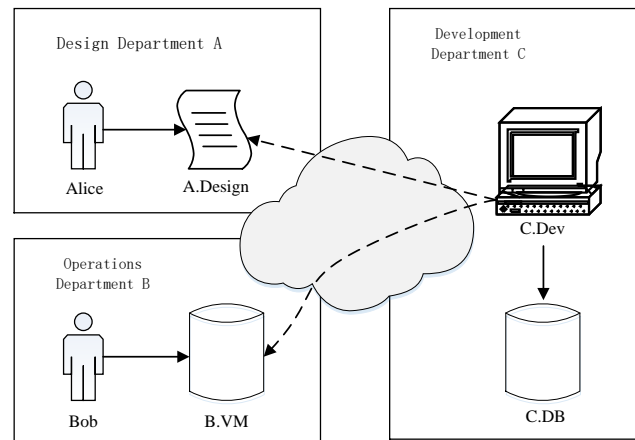 Design Department A
Alice
A.Design
Operations
Department B
Bob
B.VM
Development
Department C
C.Dev
C.DB